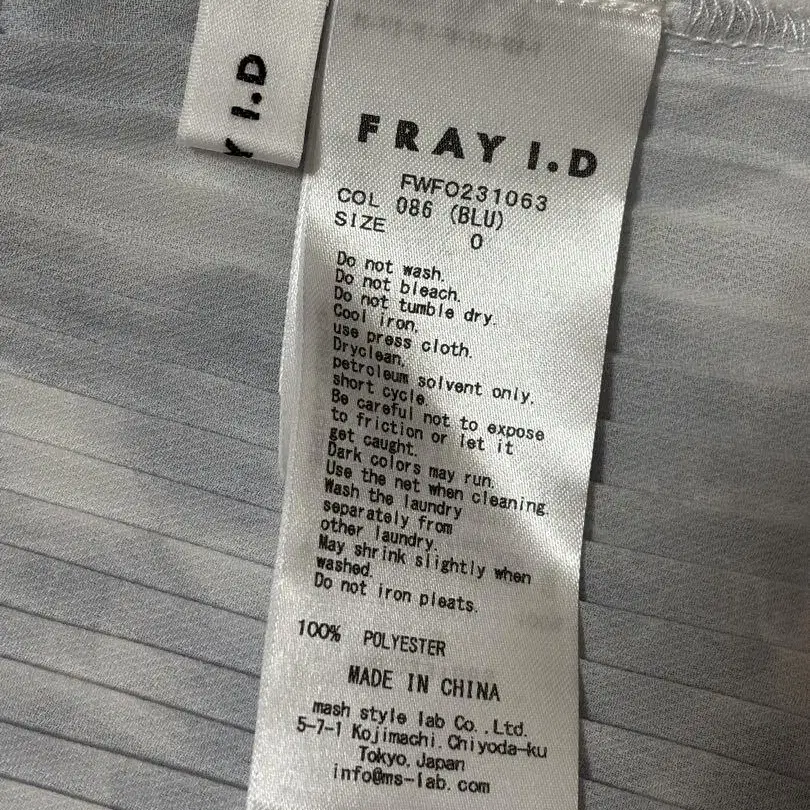 Y I.D
FRAY I.D
FWFO231063
COL 086 (BLU)
SIZE 0
Do not wash.
Do not bleach.
Do not tumble dry.
Cool iron.
use press cloth.
Dryclean.
petroleum solvent only.
short cycle.
Be careful not to expose
to friction or let it
get caught.
Dark colors may run.
Use the net when cleaning.
Wash the laundry
separately from
other laundry.
May shrink slightly when
washed.
Do not iron pleats.
100% POLYESTER
MADE IN CHINA
mash style lab Co.,Ltd.
5-7-1 Kojimachi.Chiyoda-ku
Tokyo,Japan
info@ms-lab.com